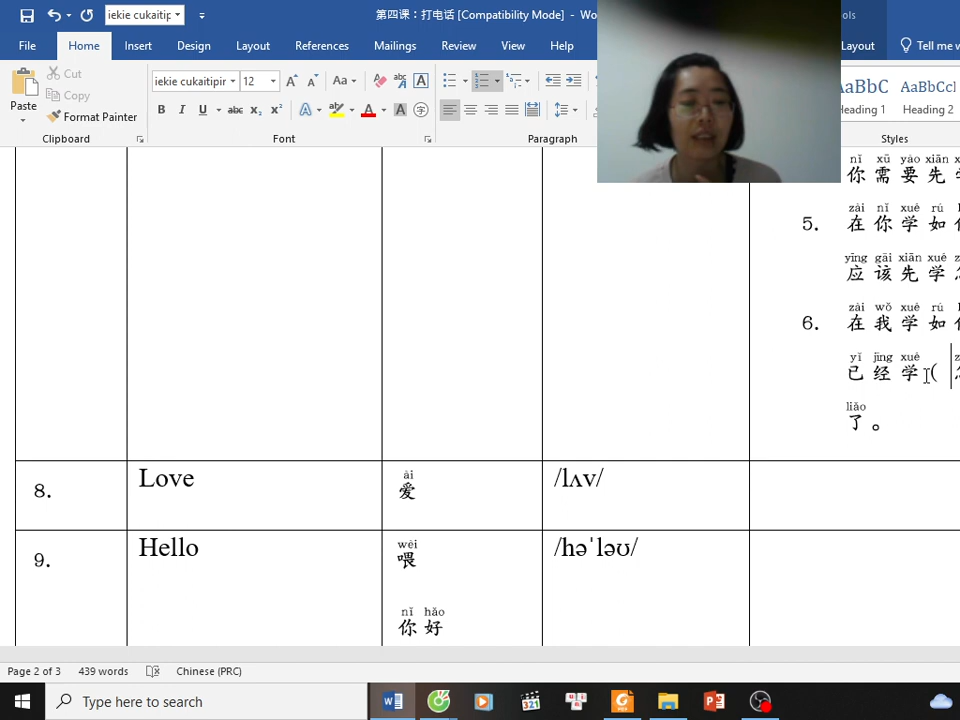 iekie cukaitip
第四课：打电话 [Compatibility Mode] - Wo
ols
File Home Insert Design Layout References Mailings Review View Help Layout Tell me
Paste
Cut
Copy
Format Painter
iekie cukaitipir 12
AaBbC AaBbCcl
Heading 1 Heading 2
Clipboard Font Paragraph Styles
nǐ xū yào xiān
你需要先
zài nǐ xué rú
5. 在你学如
yīng gāi xiān xué
应该先学
zài wǒ xué rú
6. 在我学如
yǐ jīng xué
已经学(
liǎo
了。
8. Love ài /lʌv/
爱
9. Hello wèi /həˈləʊ/
喂
nǐ hǎo
你好
Page 2 of 3 439 words Chinese (PRC)
Type here to search
321